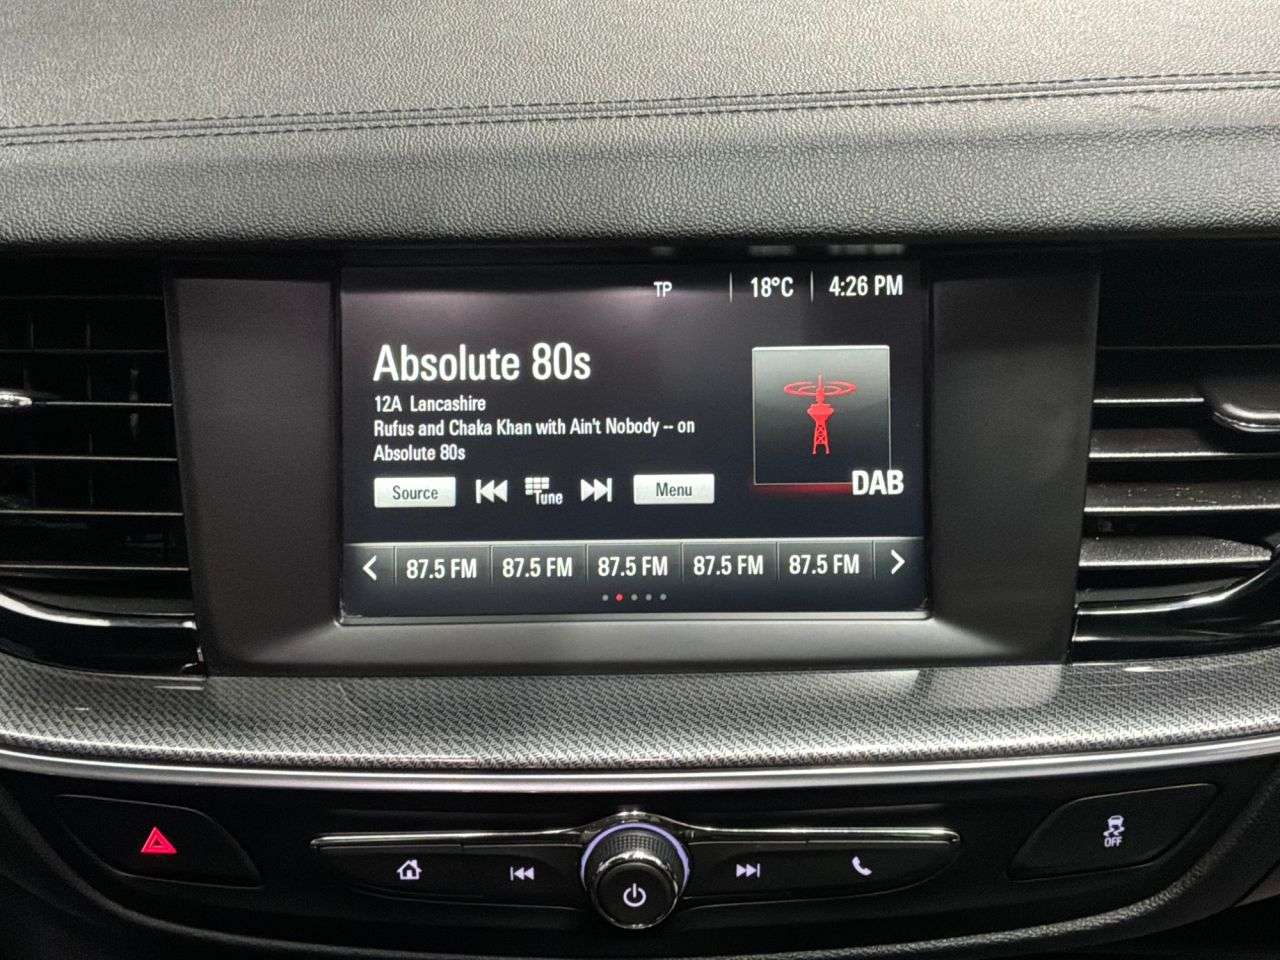 TP 18°C 4:26 PM
Absolute 80s
12A Lancashire
Rufus and Chaka Khan with Ain't Nobody -- on
Absolute 80s
Source Tune Menu
DAB
87.5 FM 87.5 FM 87.5 FM 87.5 FM 87.5 FM
OFF